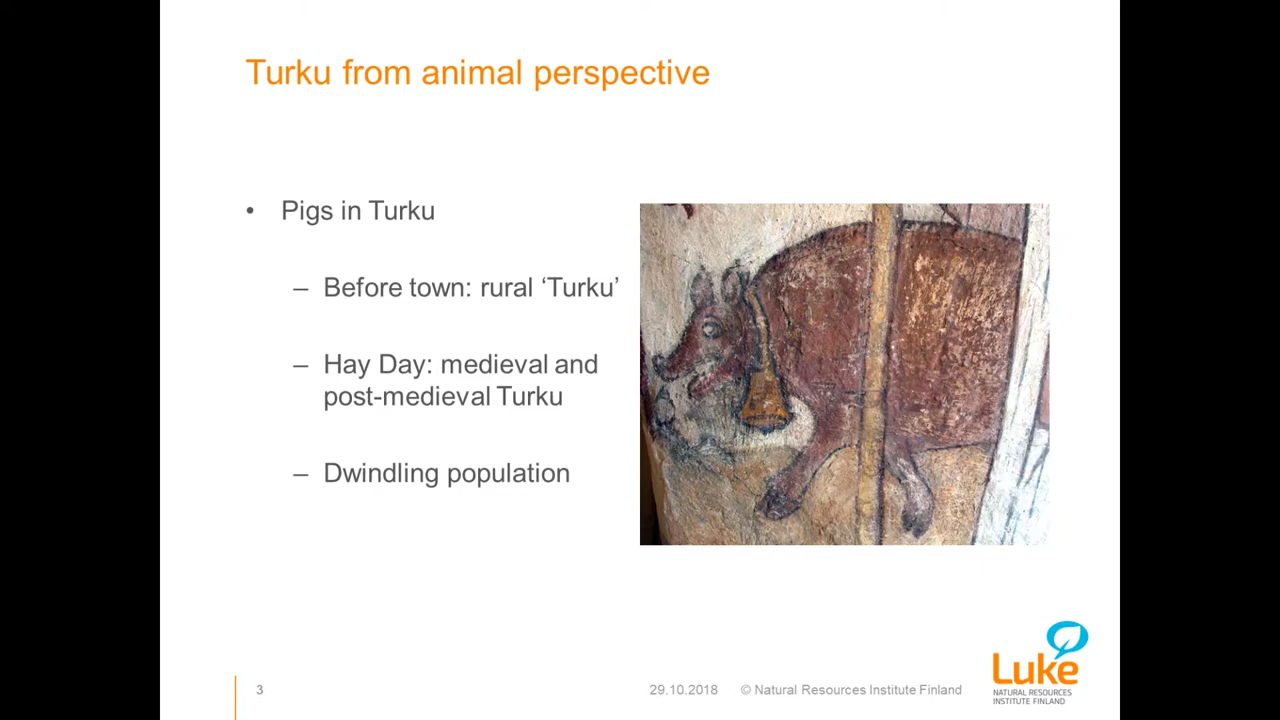 Turku from animal perspective
• Pigs in Turku
– Before town: rural ‘Turku’
– Hay Day: medieval and
post-medieval Turku
– Dwindling population
3
29.10.2018
© Natural Resources Institute Finland
Luke
NATURAL RESOURCES
INSTITUTE FINLAND